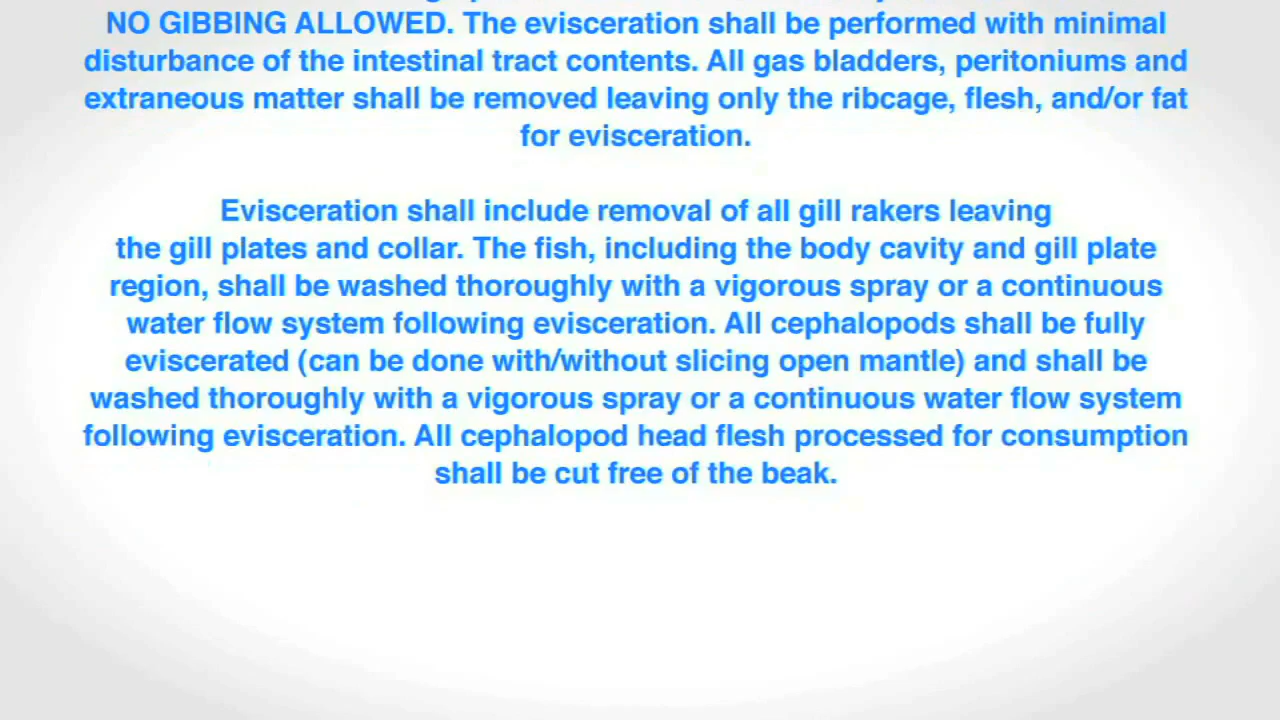 NO GIBBING ALLOWED. The evisceration shall be performed with minimal
disturbance of the intestinal tract contents. All gas bladders, peritoniums and
extraneous matter shall be removed leaving only the ribcage, flesh, and/or fat
for evisceration.
Evisceration shall include removal of all gill rakers leaving
the gill plates and collar. The fish, including the body cavity and gill plate
region, shall be washed thoroughly with a vigorous spray or a continuous
water flow system following evisceration. All cephalopods shall be fully
eviscerated (can be done with/without slicing open mantle) and shall be
washed thoroughly with a vigorous spray or a continuous water flow system
following evisceration. All cephalopod head flesh processed for consumption
shall be cut free of the beak.